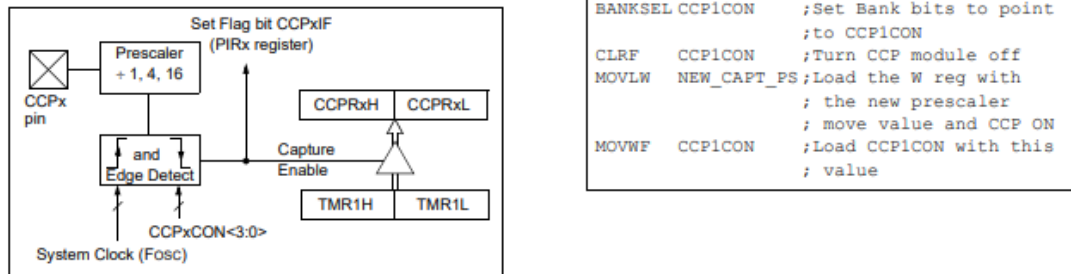 Set Flag bit CCPxIF
(PIRx register)
Prescaler
÷ 1, 4, 16
CCPx
pin
CCPRxH
CCPRxL
and
Edge Detect
Capture
Enable
TMR1H
TMR1L
CCPxCON<3:0>
System Clock (Fosc)
BANKSEL CCP1CON ;Set Bank bits to point
;to CCP1CON
CLRF CCP1CON ;Turn CCP module off
MOVLW NEW_CAPT_PS;Load the W reg with
; the new prescaler
; move value and CCP ON
MOVWF CCP1CON ;Load CCP1CON with this
; value